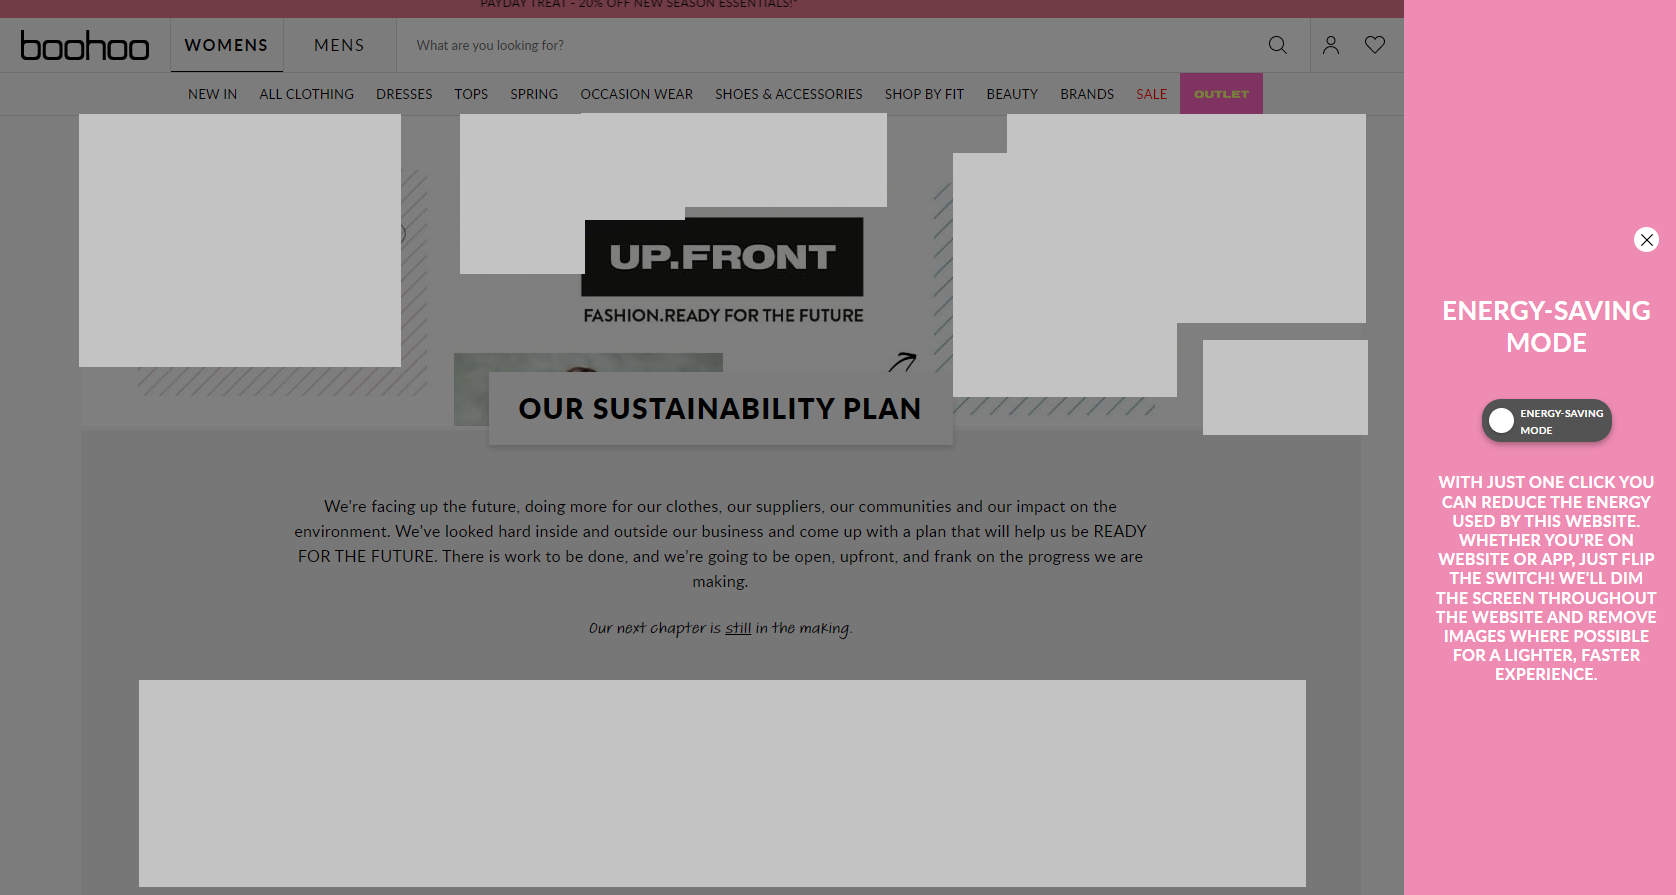 PAYDAY TREAT - 20% OFF NEW SEASON ESSENTIALS!*
boohoo
WOMENS
MENS
What are you looking for?
NEW IN
ALL CLOTHING
DRESSES
TOPS
SPRING
OCCASION WEAR
SHOES & ACCESSORIES
SHOP BY FIT
BEAUTY
BRANDS
SALE
OUTLET
UP.FRONT
FASHION.READY FOR THE FUTURE
OUR SUSTAINABILITY PLAN
We’re facing up the future, doing more for our clothes, our suppliers, our communities and our impact on the
environment. We’ve looked hard inside and outside our business and come up with a plan that will help us be READY
FOR THE FUTURE. There is work to be done, and we’re going to be open, upfront, and frank on the progress we are
making.
Our next chapter is still in the making.
ENERGY-SAVING
MODE
ENERGY-SAVING
MODE
WITH JUST ONE CLICK YOU
CAN REDUCE THE ENERGY
USED BY THIS WEBSITE.
WHETHER YOU'RE ON
WEBSITE OR APP, JUST FLIP
THE SWITCH! WE'LL DIM
THE SCREEN THROUGHOUT
THE WEBSITE AND REMOVE
IMAGES WHERE POSSIBLE
FOR A LIGHTER, FASTER
EXPERIENCE.